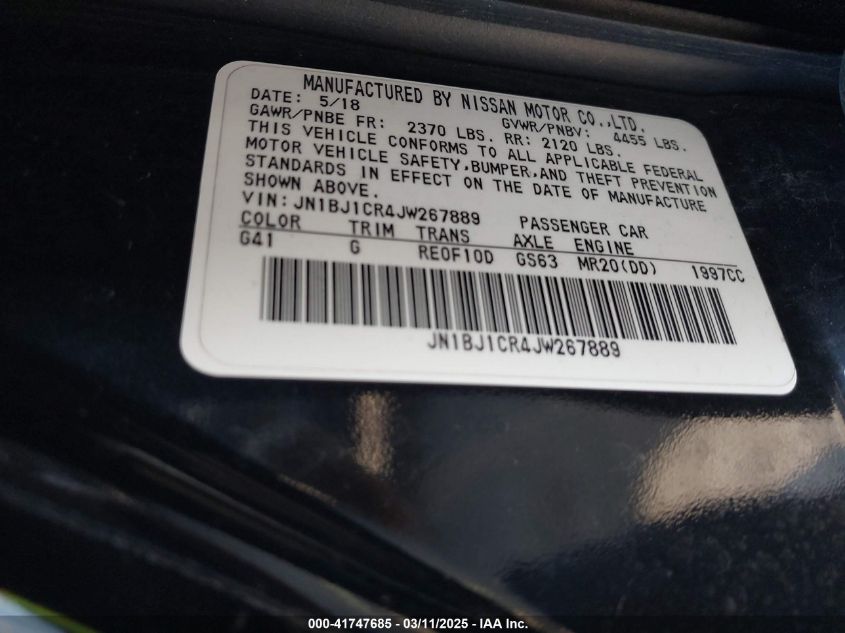 MANUFACTURED BY NISSAN MOTOR CO.,LTD.
DATE: 5/18 GVWR/PNBV: 4455 LBS.
GAWR/PNBE FR: 2370 LBS. RR: 2120 LBS.
THIS VEHICLE CONFORMS TO ALL APPLICABLE FEDERAL
MOTOR VEHICLE SAFETY,BUMPER,AND THEFT PREVENTION
STANDARDS IN EFFECT ON THE DATE OF MANUFACTURE
SHOWN ABOVE.
VIN: JN1BJ1CR4JW267889 PASSENGER CAR
COLOR TRIM TRANS AXLE ENGINE
G41 G RE0F10D GS63 MR20(DD) 1997CC
JN1BJ1CR4JW267889
000-41747685 - 03/11/2025 - IAA Inc.